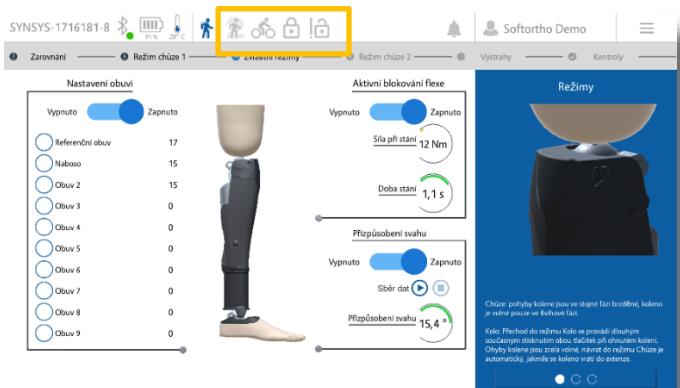 SYNSYS-1716181-8
91%
28° C
Softortho Demo
Zarovnání
Režim chůze 1
Zvláštní režimy
Režim chůze 2
Výstrahy
Kontroly
Nastavení obuvi
Vypnuto Zapnuto
Referenční obuv 17
Naboso 15
Obuv 2 15
Obuv 3 0
Obuv 4 0
Obuv 5 0
Obuv 6 0
Obuv 7 0
Obuv 8 0
Obuv 9 0
Aktivní blokování flexe
Vypnuto Zapnuto
Síla při stání 12 Nm
Doba stání 1,1 s
Přizpůsobení svahu
Vypnuto Zapnuto
Sběr dat
Přizpůsobení svahu 15,4 °
Režimy
Chůze: pohyby kolene jsou ve stojné fázi brzděné, koleno
je volné pouze ve švihové fázi.
Kolo: Přechod do režimu Kolo se provádí dlouhým
současným stisknutím obou tlačítek při ohnutém koleni.
Ohyby kolene jsou zcela volné, návrat do režimu Chůze je
automatický, jakmile se koleno vrátí do extenze.